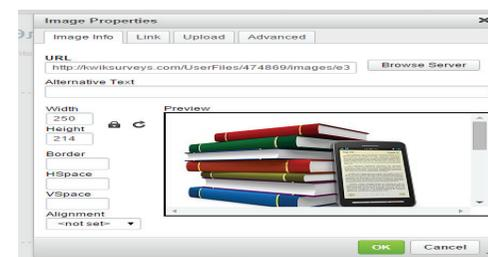 Image Properties
Image Info Link Upload Advanced
URL
http://kwiksurveys.com/UserFiles/474869/images/e3
Browse Server
Alternative Text
Width
250
Height
214
Preview
Border
HSpace
VSpace
Alignment
<not set>
OK Cancel